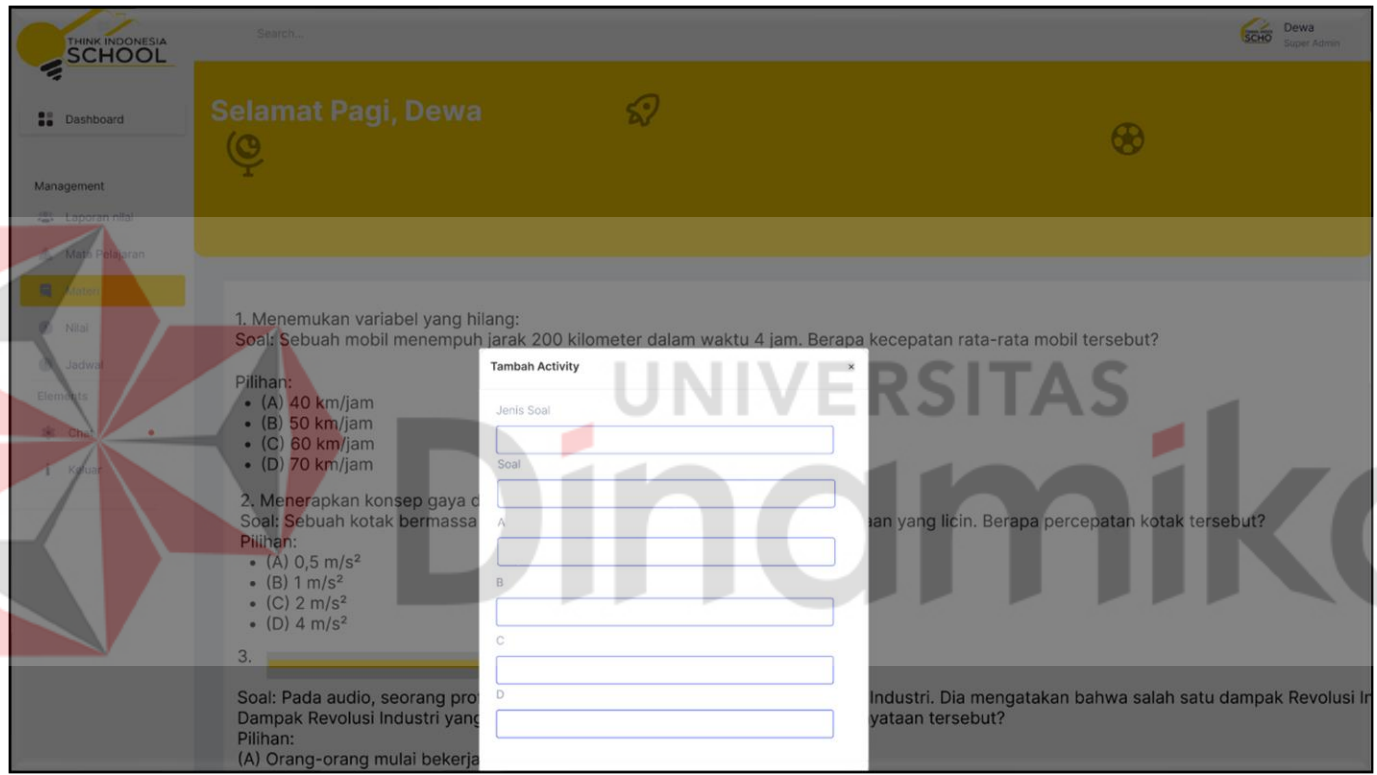 THINK INDONESIA
SCHOOL
Search...
SCHO
Dewa
Super Admin
Dashboard
Selamat Pagi, Dewa
Management
Laporan nilai
Mata Pelajaran
Materi
Nilai
Jadwal
Elements
Chat
Keluar
1. Menemukan variabel yang hilang:
Soal: Sebuah mobil menempuh jarak 200 kilometer dalam waktu 4 jam. Berapa kecepatan rata-rata mobil tersebut?
Pilihan:
• (A) 40 km/jam
• (B) 50 km/jam
• (C) 60 km/jam
• (D) 70 km/jam
2. Menerapkan konsep gaya d
Soal: Sebuah kotak bermassa
aan yang licin. Berapa percepatan kotak tersebut?
Pilihan:
• (A) 0,5 m/s²
• (B) 1 m/s²
• (C) 2 m/s²
• (D) 4 m/s²
3.
Soal: Pada audio, seorang pro
Industri. Dia mengatakan bahwa salah satu dampak Revolusi In
Dampak Revolusi Industri yang
yataan tersebut?
Pilihan:
(A) Orang-orang mulai bekerja
Tambah Activity ×
Jenis Soal
Soal
A
B
C
D
UNIVERSITAS
Dinamika